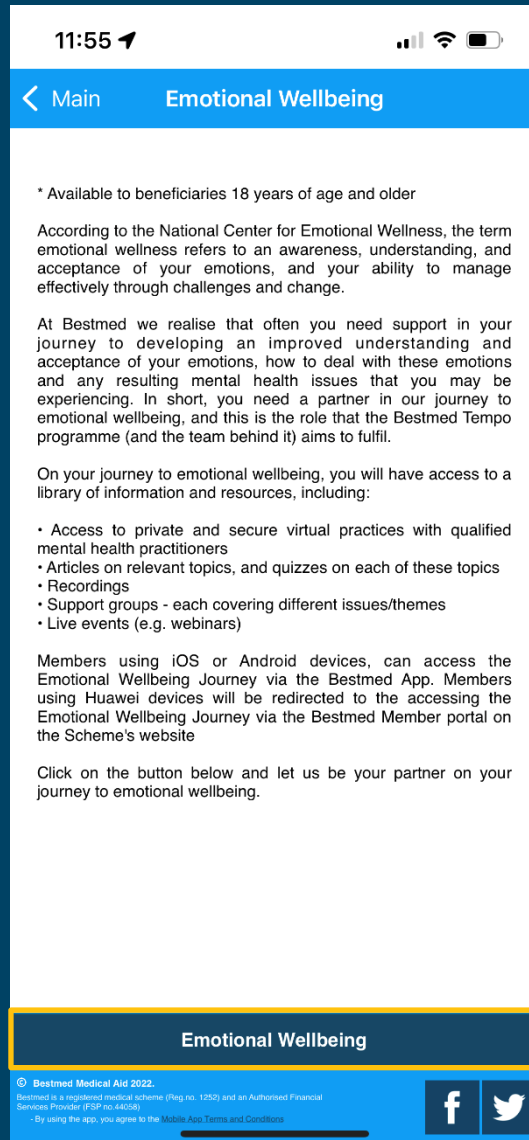 11:55
Main
Emotional Wellbeing
* Available to beneficiaries 18 years of age and older
According to the National Center for Emotional Wellness, the term
emotional wellness refers to an awareness, understanding, and
acceptance of your emotions, and your ability to manage
effectively through challenges and change.
At Bestmed we realise that often you need support in your
journey to developing an improved understanding and
acceptance of your emotions, how to deal with these emotions
and any resulting mental health issues that you may be
experiencing. In short, you need a partner in our journey to
emotional wellbeing, and this is the role that the Bestmed Tempo
programme (and the team behind it) aims to fulfil.
On your journey to emotional wellbeing, you will have access to a
library of information and resources, including:
• Access to private and secure virtual practices with qualified
mental health practitioners
• Articles on relevant topics, and quizzes on each of these topics
• Recordings
• Support groups - each covering different issues/themes
• Live events (e.g. webinars)
Members using iOS or Android devices, can access the
Emotional Wellbeing Journey via the Bestmed App. Members
using Huawei devices will be redirected to the accessing the
Emotional Wellbeing Journey via the Bestmed Member portal on
the Scheme's website
Click on the button below and let us be your partner on your
journey to emotional wellbeing.
Emotional Wellbeing
© Bestmed Medical Aid 2022.
Bestmed is a registered medical scheme (Reg.no. 1252) and an Authorised Financial
Services Provider (FSP no.44058)
- By using the app, you agree to the Mobile App Terms and Conditions